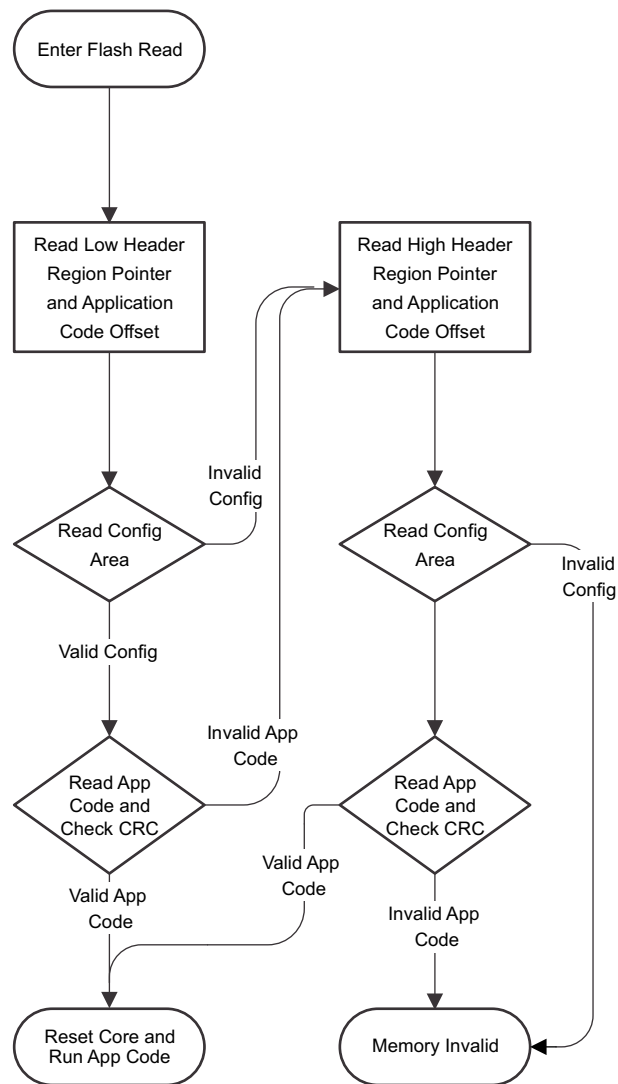 Enter Flash Read
Read Low Header
Region Pointer
and Application
Code Offset
Read High Header
Region Pointer
and Application
Code Offset
Invalid
Config
Read Config
Area
Read Config
Area
Invalid
Config
Valid Config
Invalid App
Code
Read App
Code and
Check CRC
Read App
Code and
Check CRC
Valid App
Code
Valid App
Code
Invalid App
Code
Reset Core and
Run App Code
Memory Invalid